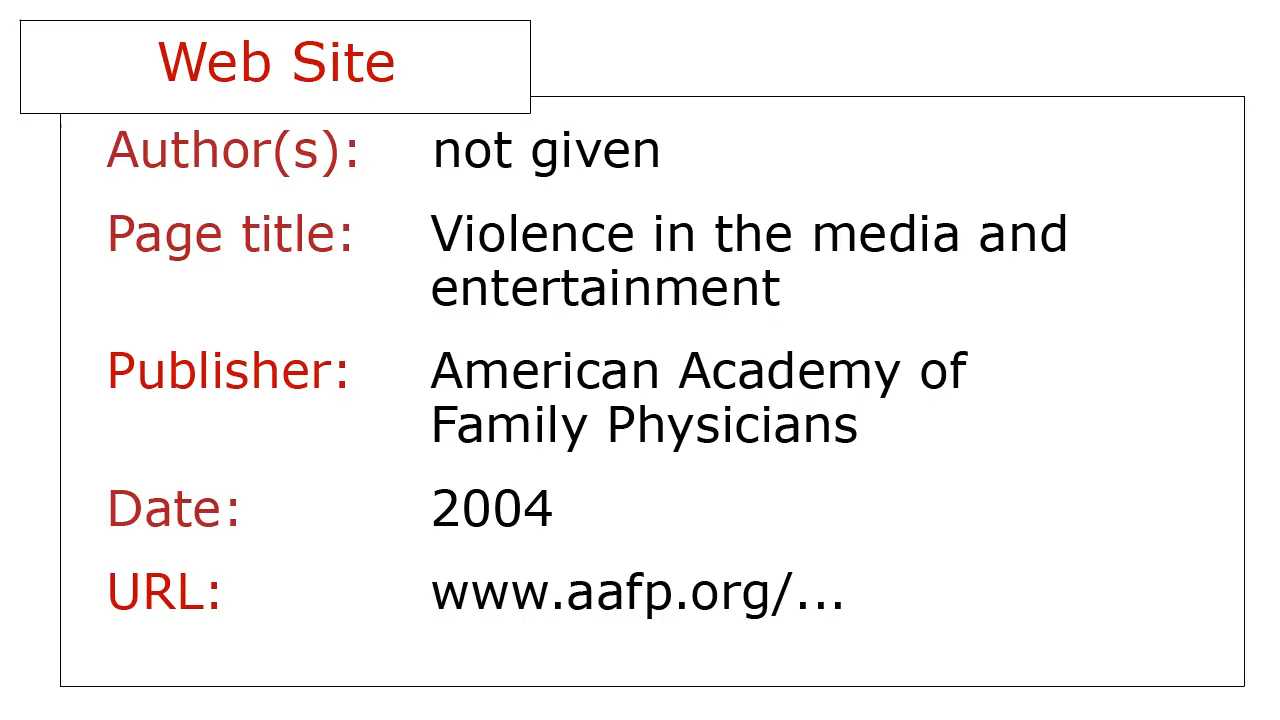 Web Site
Author(s): not given
Page title: Violence in the media and
entertainment
Publisher: American Academy of
Family Physicians
Date: 2004
URL: www.aafp.org/...